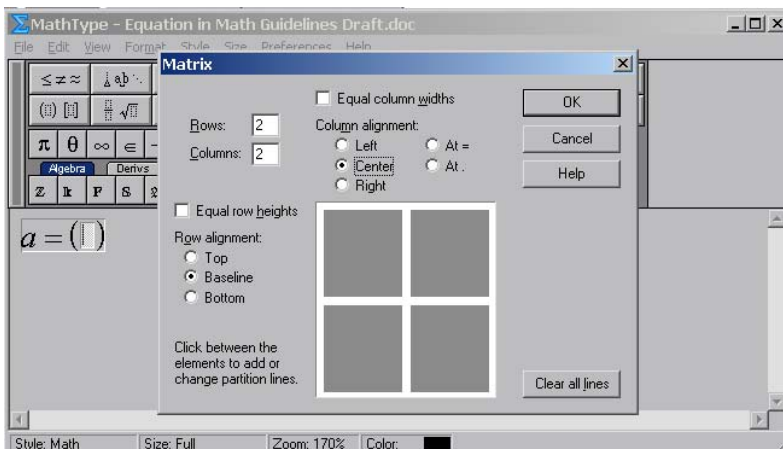 MathType - Equation in Math Guidelines Draft.doc
File Edit View Format Style Size Preferences Help
Matrix
Equal column widths
OK
Rows: 2
Column alignment:
Columns: 2
Left
At =
Cancel
Center
At .
Help
Right
π θ ∞ ∈
Algebra
Derivs
Equal row heights
a = ( )
Row alignment:
Top
Baseline
Bottom
Click between the
elements to add or
change partition lines.
Clear all lines
Style: Math
Size: Full
Zoom: 170%
Color: